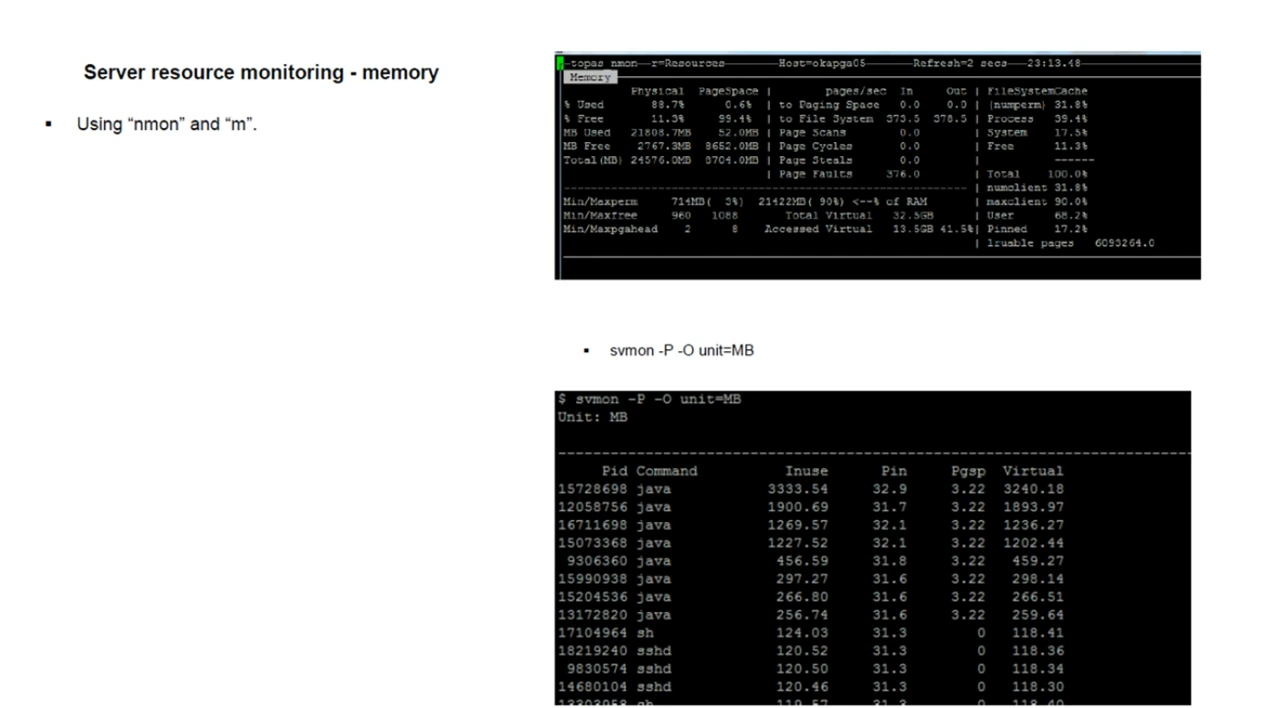 Server resource monitoring - memory
▪ Using “nmon” and “m”.
topas nmon r=Resources Host=okapga05 Refresh=2 secs 23:13.48
Memory
Physical PageSpace | pages/sec In Out | FileSystemCache
% Used 88.7% 0.6% | to Paging Space 0.0 0.0 | (numperm) 31.8%
% Free 11.3% 99.4% | to File System 373.5 378.5 | Process 39.4%
MB Used 21808.7MB 52.0MB | Page Scans 0.0 | System 17.5%
MB Free 2767.3MB 8652.0MB | Page Cycles 0.0 | Free 11.3%
Total(MB) 24576.0MB 8704.0MB | Page Steals 0.0 | ------
| Page Faults 376.0 | Total 100.0%
------------------------------------------------------------ | numclient 31.8%
Min/Maxperm 714MB( 3%) 21422MB( 90%) <--% of RAM | maxclient 90.0%
Min/Maxfree 960 1088 Total Virtual 32.5GB | User 68.2%
Min/Maxpgahead 2 8 Accessed Virtual 13.5GB 41.5%| Pinned 17.2%
| lruable pages 6093264.0
▪ svmon -P -O unit=MB
$ svmon -P -O unit=MB
Unit: MB
-------------------------------------------------------------------------------
Pid Command Inuse Pin Pgsp Virtual
15728698 java 3333.54 32.9 3.22 3240.18
12058756 java 1900.69 31.7 3.22 1893.97
16711698 java 1269.57 32.1 3.22 1236.27
15073368 java 1227.52 32.1 3.22 1202.44
9306360 java 456.59 31.8 3.22 459.27
15990938 java 297.27 31.6 3.22 298.14
15204536 java 266.80 31.6 3.22 266.51
13172820 java 256.74 31.6 3.22 259.64
17104964 sh 124.03 31.3 0 118.41
18219240 sshd 120.52 31.3 0 118.36
9830574 sshd 120.50 31.3 0 118.34
14680104 sshd 120.46 31.3 0 118.30